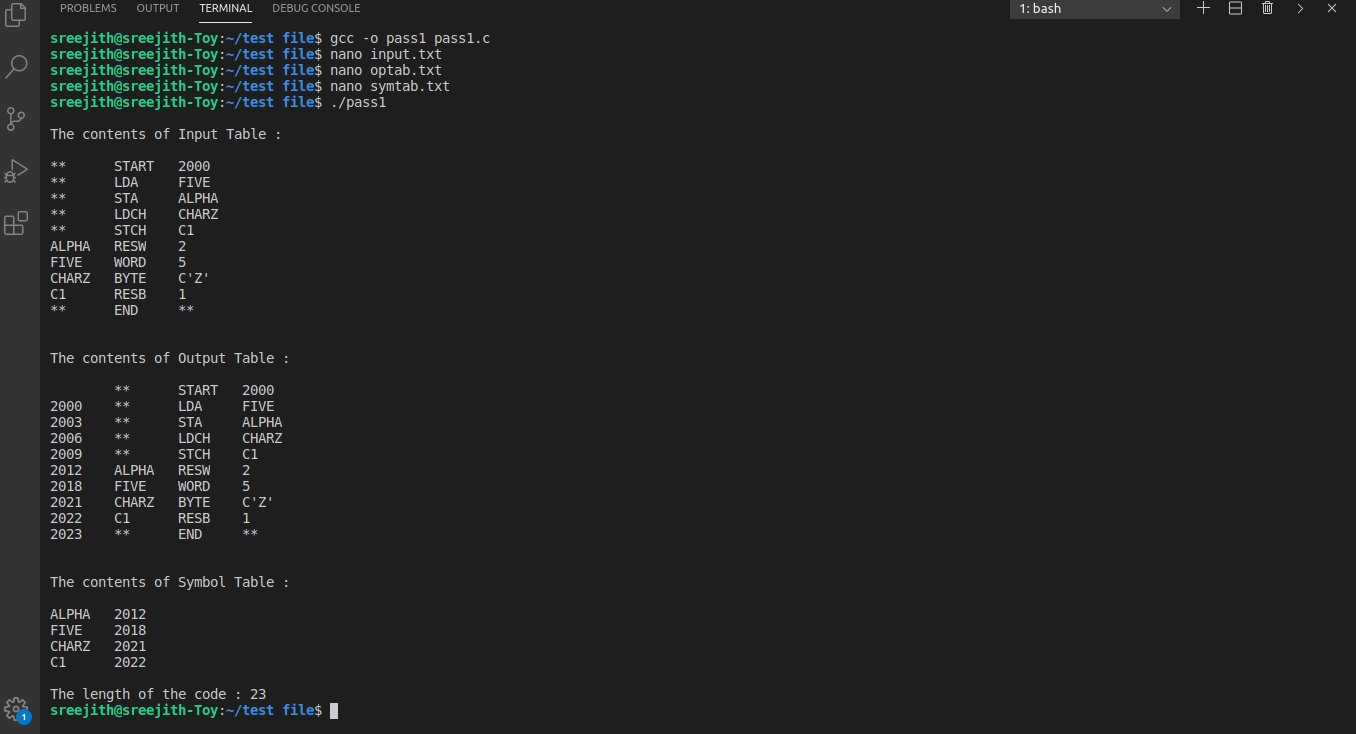 PROBLEMS OUTPUT TERMINAL DEBUG CONSOLE 1: bash
sreejith@sreejith-Toy:~/test file$ gcc -o pass1 pass1.c
sreejith@sreejith-Toy:~/test file$ nano input.txt
sreejith@sreejith-Toy:~/test file$ nano optab.txt
sreejith@sreejith-Toy:~/test file$ nano symtab.txt
sreejith@sreejith-Toy:~/test file$ ./pass1
The contents of Input Table :
** START 2000
** LDA FIVE
** STA ALPHA
** LDCH CHARZ
** STCH C1
ALPHA RESW 2
FIVE WORD 5
CHARZ BYTE C'Z'
C1 RESB 1
** END **
The contents of Output Table :
** START 2000
2000 ** LDA FIVE
2003 ** STA ALPHA
2006 ** LDCH CHARZ
2009 ** STCH C1
2012 ALPHA RESW 2
2018 FIVE WORD 5
2021 CHARZ BYTE C'Z'
2022 C1 RESB 1
2023 ** END **
The contents of Symbol Table :
ALPHA 2012
FIVE 2018
CHARZ 2021
C1 2022
The length of the code : 23
sreejith@sreejith-Toy:~/test file$
1